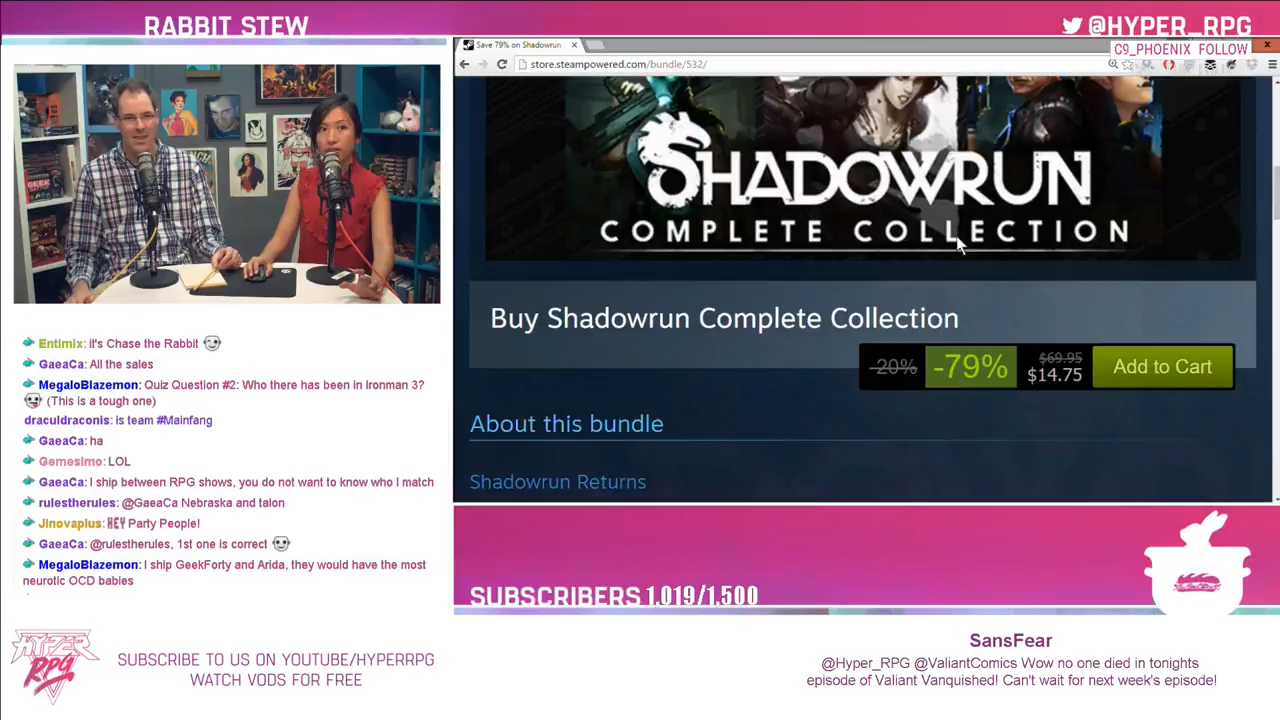 RABBIT STEW
@HYPER_RPG
C9_PHOENIX FOLLOW
Save 79% on Shadowrun
store.steampowered.com/bundle/532/
SHADOWRUN
COMPLETE COLLECTION
Buy Shadowrun Complete Collection
-20%
-79%
$69.95
$14.75
Add to Cart
About this bundle
Shadowrun Returns
Entimix: it's Chase the Rabbit
GaeaCa: All the sales
MegaloBlazemon: Quiz Question #2: Who there has been in Ironman 3?
(This is a tough one)
draculdraconis: is team #Mainfang
GaeaCa: ha
Gemesimo: LOL
GaeaCa: I ship between RPG shows, you do not want to know who I match
rulestherules: @GaeaCa Nebraska and talon
Jinovaplus: HEY Party People!
GaeaCa: @rulestherules, 1st one is correct
MegaloBlazemon: I ship GeekForty and Arida, they would have the most
neurotic OCD babies
SUBSCRIBERS 1,019/1,500
HYPER
RPG
SUBSCRIBE TO US ON YOUTUBE/HYPERRPG
WATCH VODS FOR FREE
SansFear
@Hyper_RPG @ValiantComics Wow no one died in tonights
episode of Valiant Vanquished! Can't wait for next week's episode!